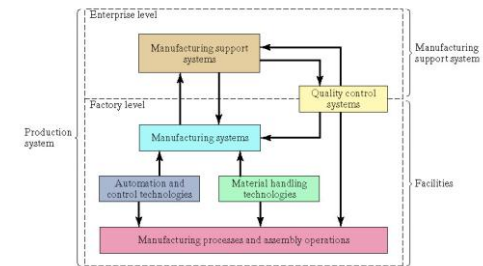 Enterprise level
Manufacturing support
systems
Manufacturing
support system
Quality control
systems
Factory level
Production
system
Manufacturing systems
Automation and
control technologies
Material handling
technologies
Facilities
Manufacturing processes and assembly operations